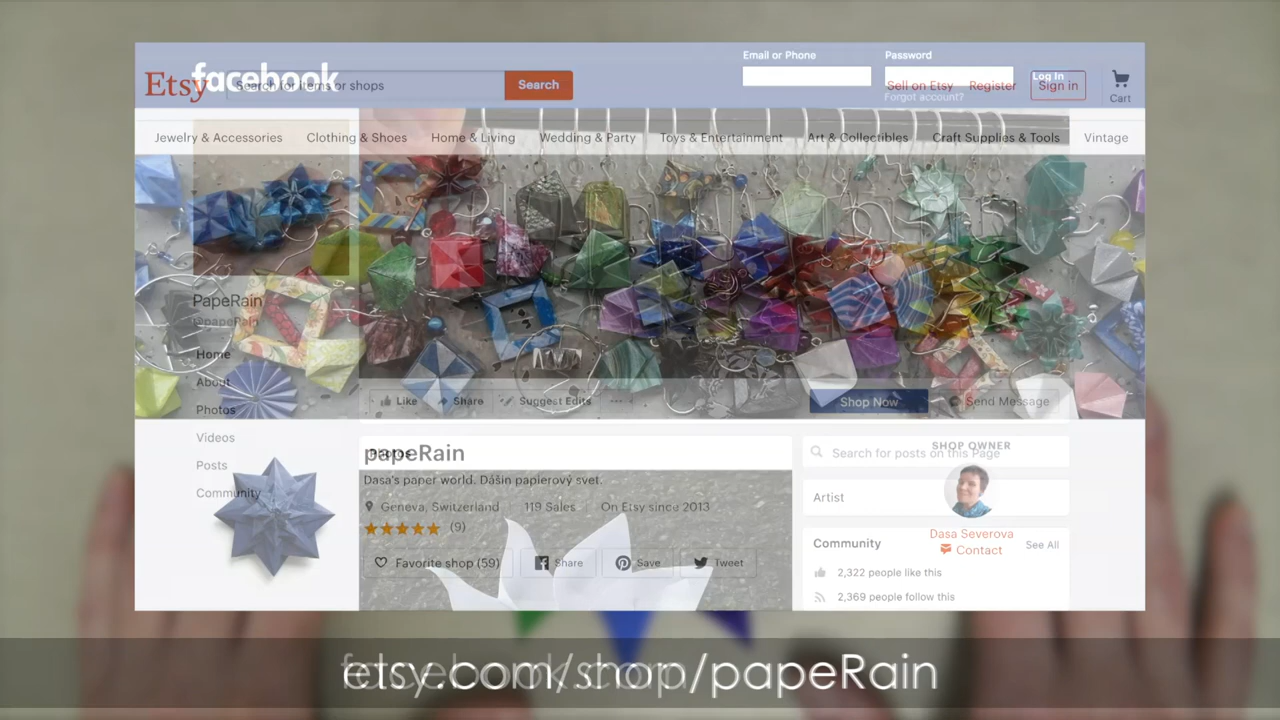 facebook
Email or Phone
Password
Log In
Forgot account?
Etsy
Search for items or shops
Search
Sell on Etsy
Register
Sign in
Cart
Jewelry & Accessories
Clothing & Shoes
Home & Living
Wedding & Party
Toys & Entertainment
Art & Collectibles
Craft Supplies & Tools
Vintage
PapeRain
@papeRain
Home
About
Photos
Videos
Posts
Community
Like
Share
Suggest Edits
Shop Now
Send Message
Photos
papeRain
Dasa's paper world. Dášin papierový svet.
Geneva, Switzerland
119 Sales
On Etsy since 2013
(9)
Favorite shop (59)
Share
Save
Tweet
SHOP OWNER
Search for posts on this Page
Artist
Dasa Severova
Contact
Community
See All
2,322 people like this
2,369 people follow this
etsy.com/shop/papeRain